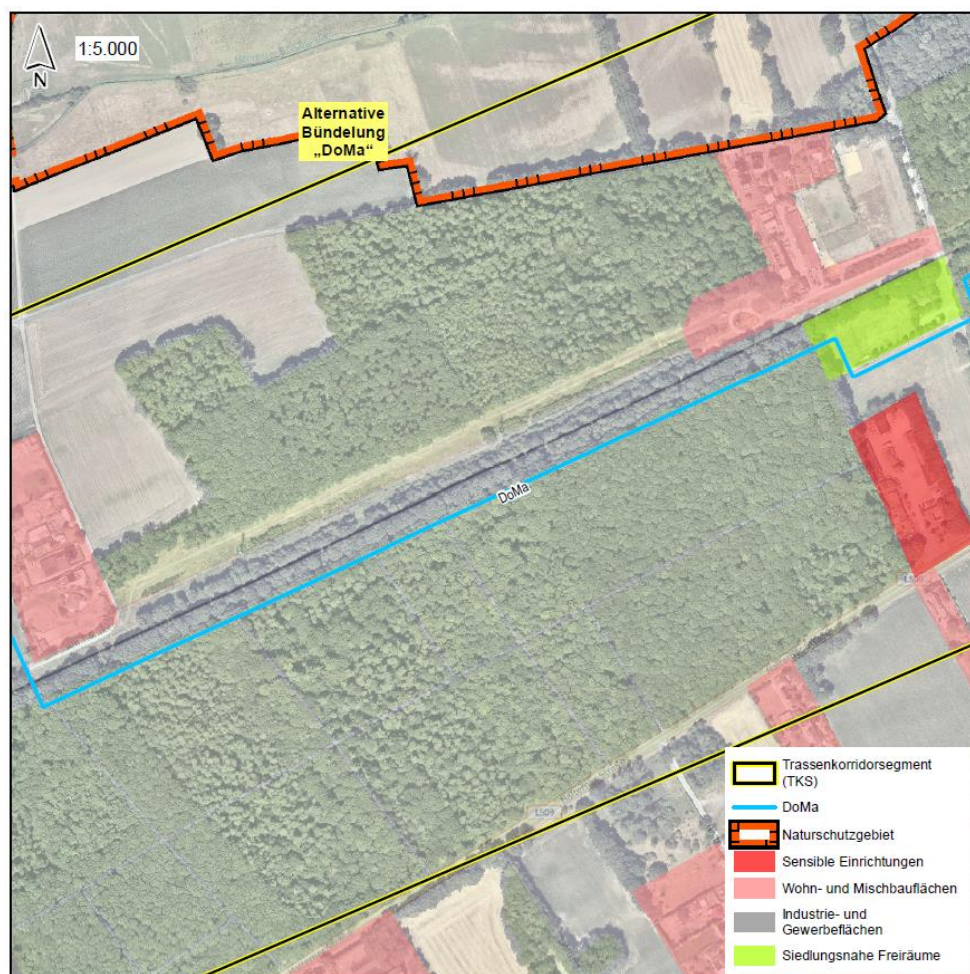 1:5.000
N
Alternative
Bündelung
„DoMa“
DoMa
L509
Trassenkorridorsegment
(TKS)
DoMa
Naturschutzgebiet
Sensible Einrichtungen
Wohn- und Mischbauflächen
Industrie- und
Gewerbeflächen
Siedlungsnahe Freiräume